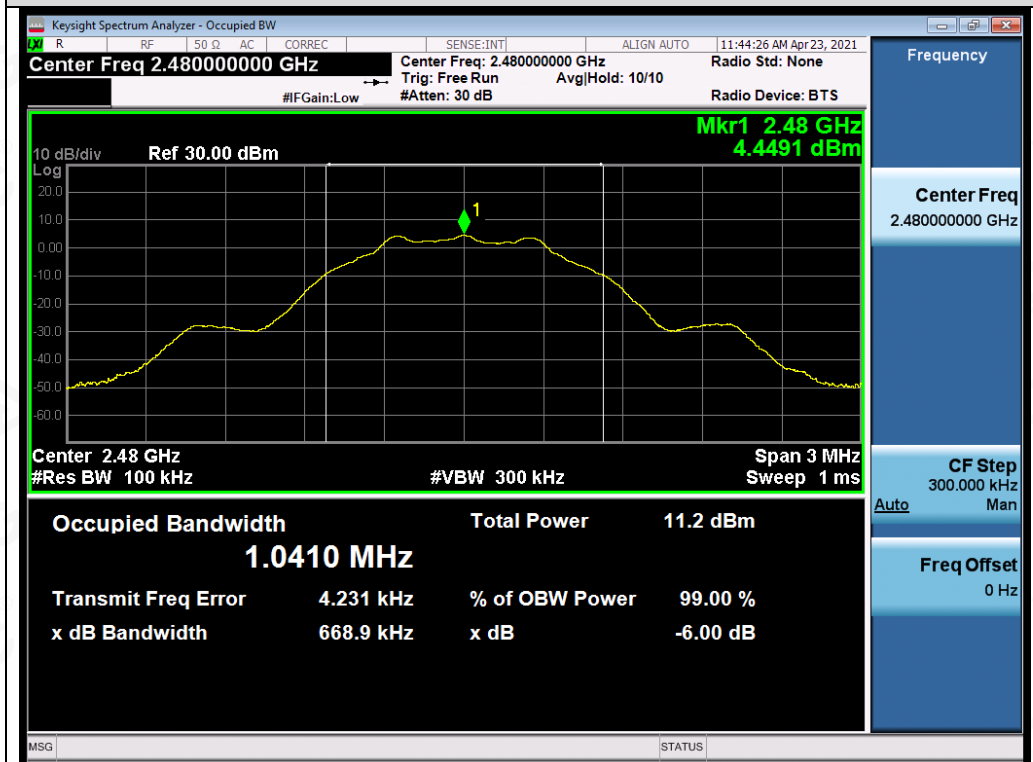 Keysight Spectrum Analyzer - Occupied BW
LXI R RF 50 Ω AC CORREC SENSE:INT ALIGN AUTO 11:44:26 AM Apr 23, 2021
Center Freq 2.480000000 GHz
Center Freq: 2.480000000 GHz
Radio Std: None
Trig: Free Run Avg|Hold: 10/10
#IFGain:Low #Atten: 30 dB Radio Device: BTS
Frequency
Mkr1 2.48 GHz
4.4491 dBm
10 dB/div Ref 30.00 dBm
Log
20.0
10.0
0.00
-10.0
-20.0
-30.0
-40.0
-50.0
-60.0
1
Center Freq
2.480000000 GHz
Center 2.48 GHz Span 3 MHz
#Res BW 100 kHz #VBW 300 kHz Sweep 1 ms
CF Step
300.000 kHz
Auto Man
Occupied Bandwidth Total Power 11.2 dBm
1.0410 MHz
Transmit Freq Error 4.231 kHz % of OBW Power 99.00 %
x dB Bandwidth 668.9 kHz x dB -6.00 dB
Freq Offset
0 Hz
MSG STATUS